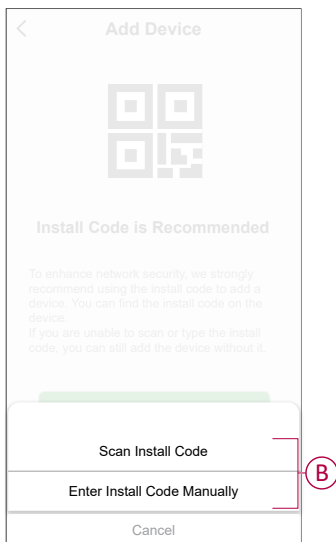 Add Device
Install Code is Recommended
To enhance network security, we strongly
recommend using the install code to add a
device. You can find the install code on the
device.
If you are unable to scan or type the install
code, you can still add the device without it.
Scan Install Code
Enter Install Code Manually
B
Cancel